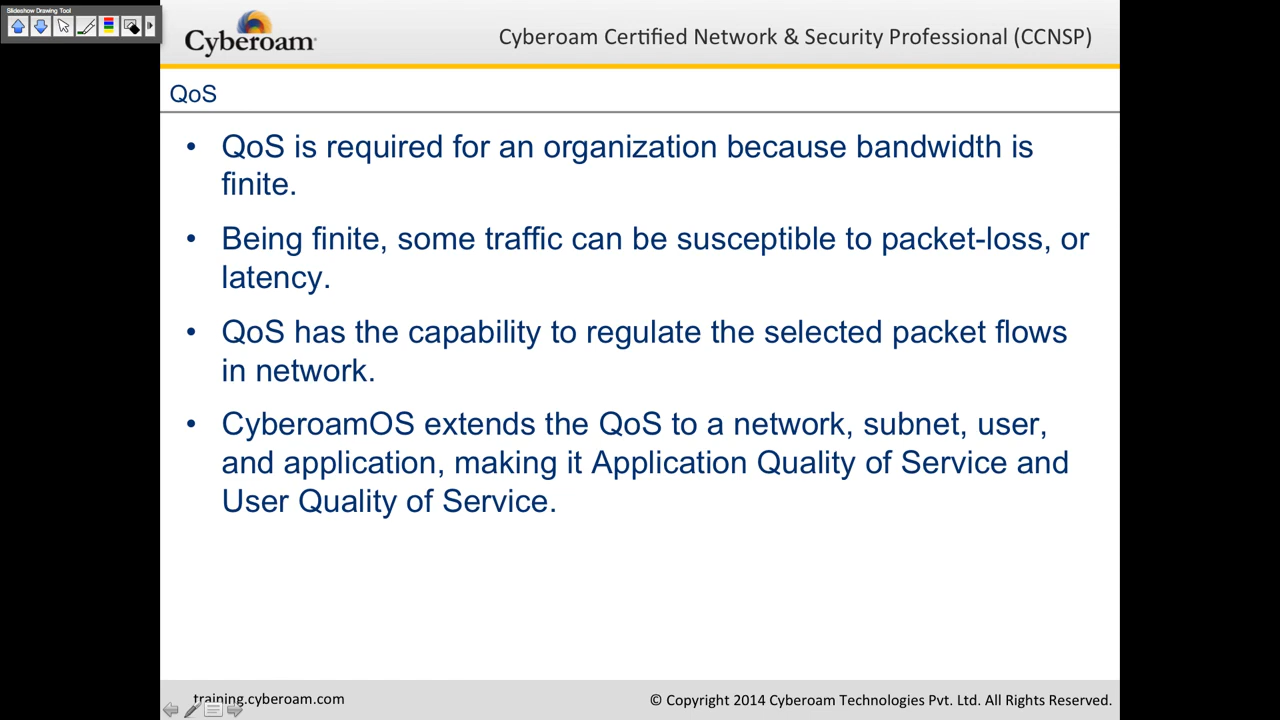 Slideshow Drawing Tool
Cyberoam
Cyberoam Certified Network & Security Professional (CCNSP)
QoS
• QoS is required for an organization because bandwidth is
finite.
• Being finite, some traffic can be susceptible to packet-loss, or
latency.
• QoS has the capability to regulate the selected packet flows
in network.
• CyberoamOS extends the QoS to a network, subnet, user,
and application, making it Application Quality of Service and
User Quality of Service.
training.cyberoam.com
© Copyright 2014 Cyberoam Technologies Pvt. Ltd. All Rights Reserved.